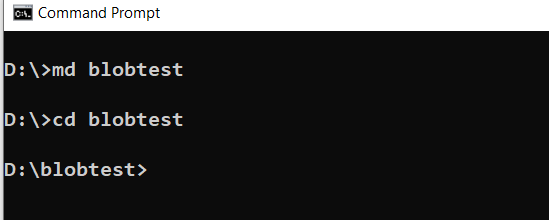 Command Prompt
D:\>md blobtest
D:\>cd blobtest
D:\blobtest>